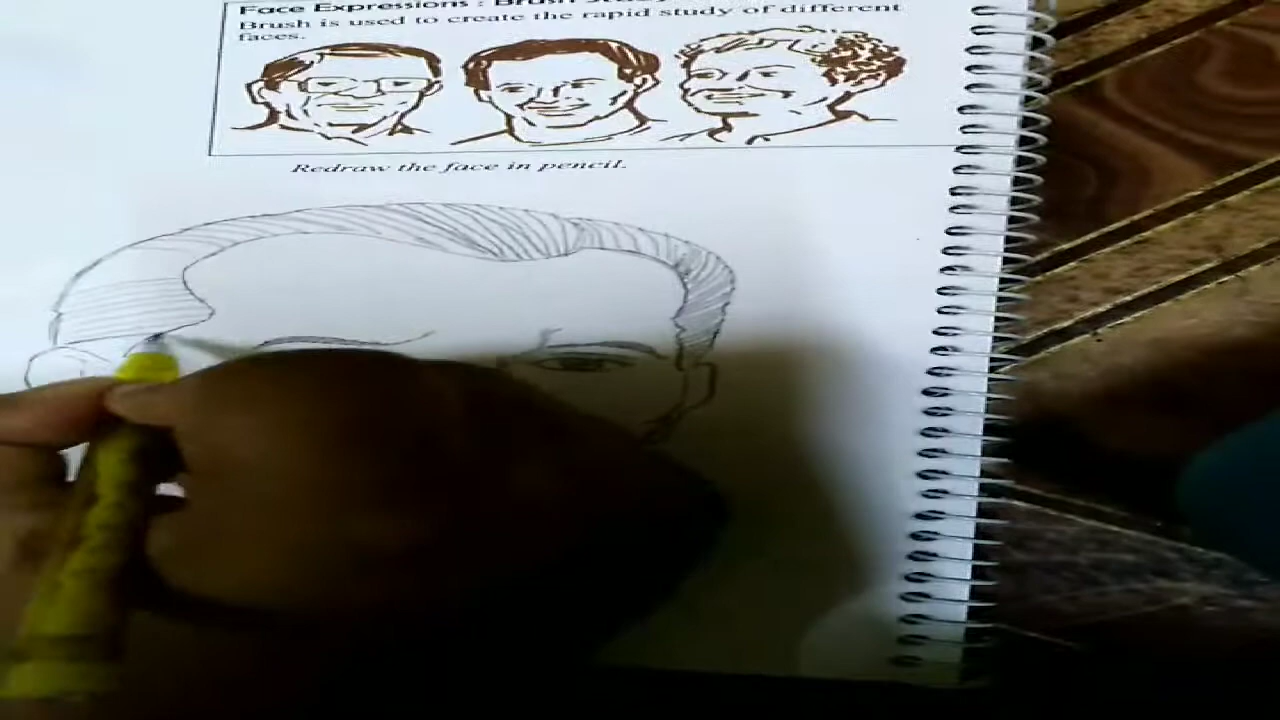 Face Expressions : Brush Study
Brush is used to create the rapid study of different
faces.
Redraw the face in pencil.